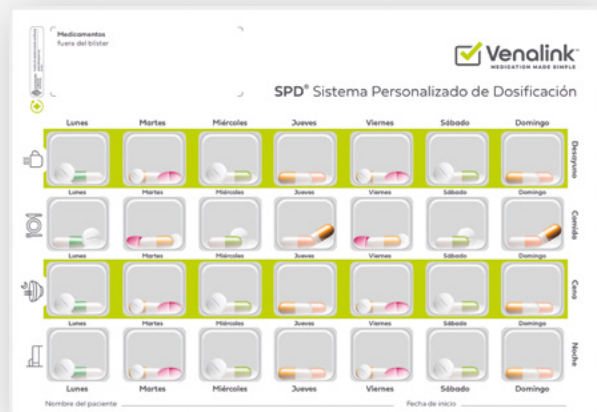 Medicamentos
fuera del blíster
Venalink™
MEDICATION MADE SIMPLE
SPD® Sistema Personalizado de Dosificación
Lunes Martes Miércoles Jueves Viernes Sábado Domingo
Desayuno
Lunes Martes Miércoles Jueves Viernes Sábado Domingo
Comida
Lunes Martes Miércoles Jueves Viernes Sábado Domingo
Cena
Lunes Martes Miércoles Jueves Viernes Sábado Domingo
Noche
Lunes Martes Miércoles Jueves Viernes Sábado Domingo
Nombre del paciente Fecha de inicio